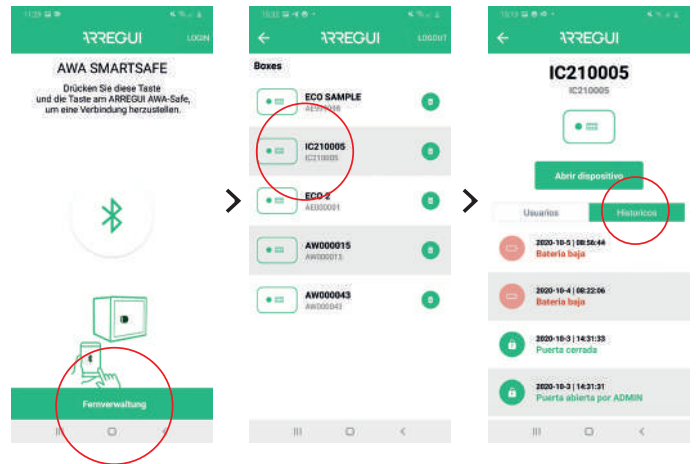 11:29
ARREGUI
LOGIN
AWA SMARTSAFE
Drücken Sie diese Taste
und die Taste am ARREGUI AWA-Safe,
um eine Verbindung herzustellen.
Fernverwaltung
ARREGUI
LOGOUT
Boxes
ECO SAMPLE
IC210005
IC210005
ECO 2
AE000001
AW000015
AW000015
AW000043
AW000043
ARREGUI
IC210005
IC210005
Abrir dispositivo
Usuarios
Historicos
2020-10-5 | 08:56:44
Bateria baja
2020-10-4 | 08:22:06
Bateria baja
2020-10-3 | 14:31:33
Puerta cerrada
2020-10-3 | 14:31:31
Puerta abierta por ADMIN